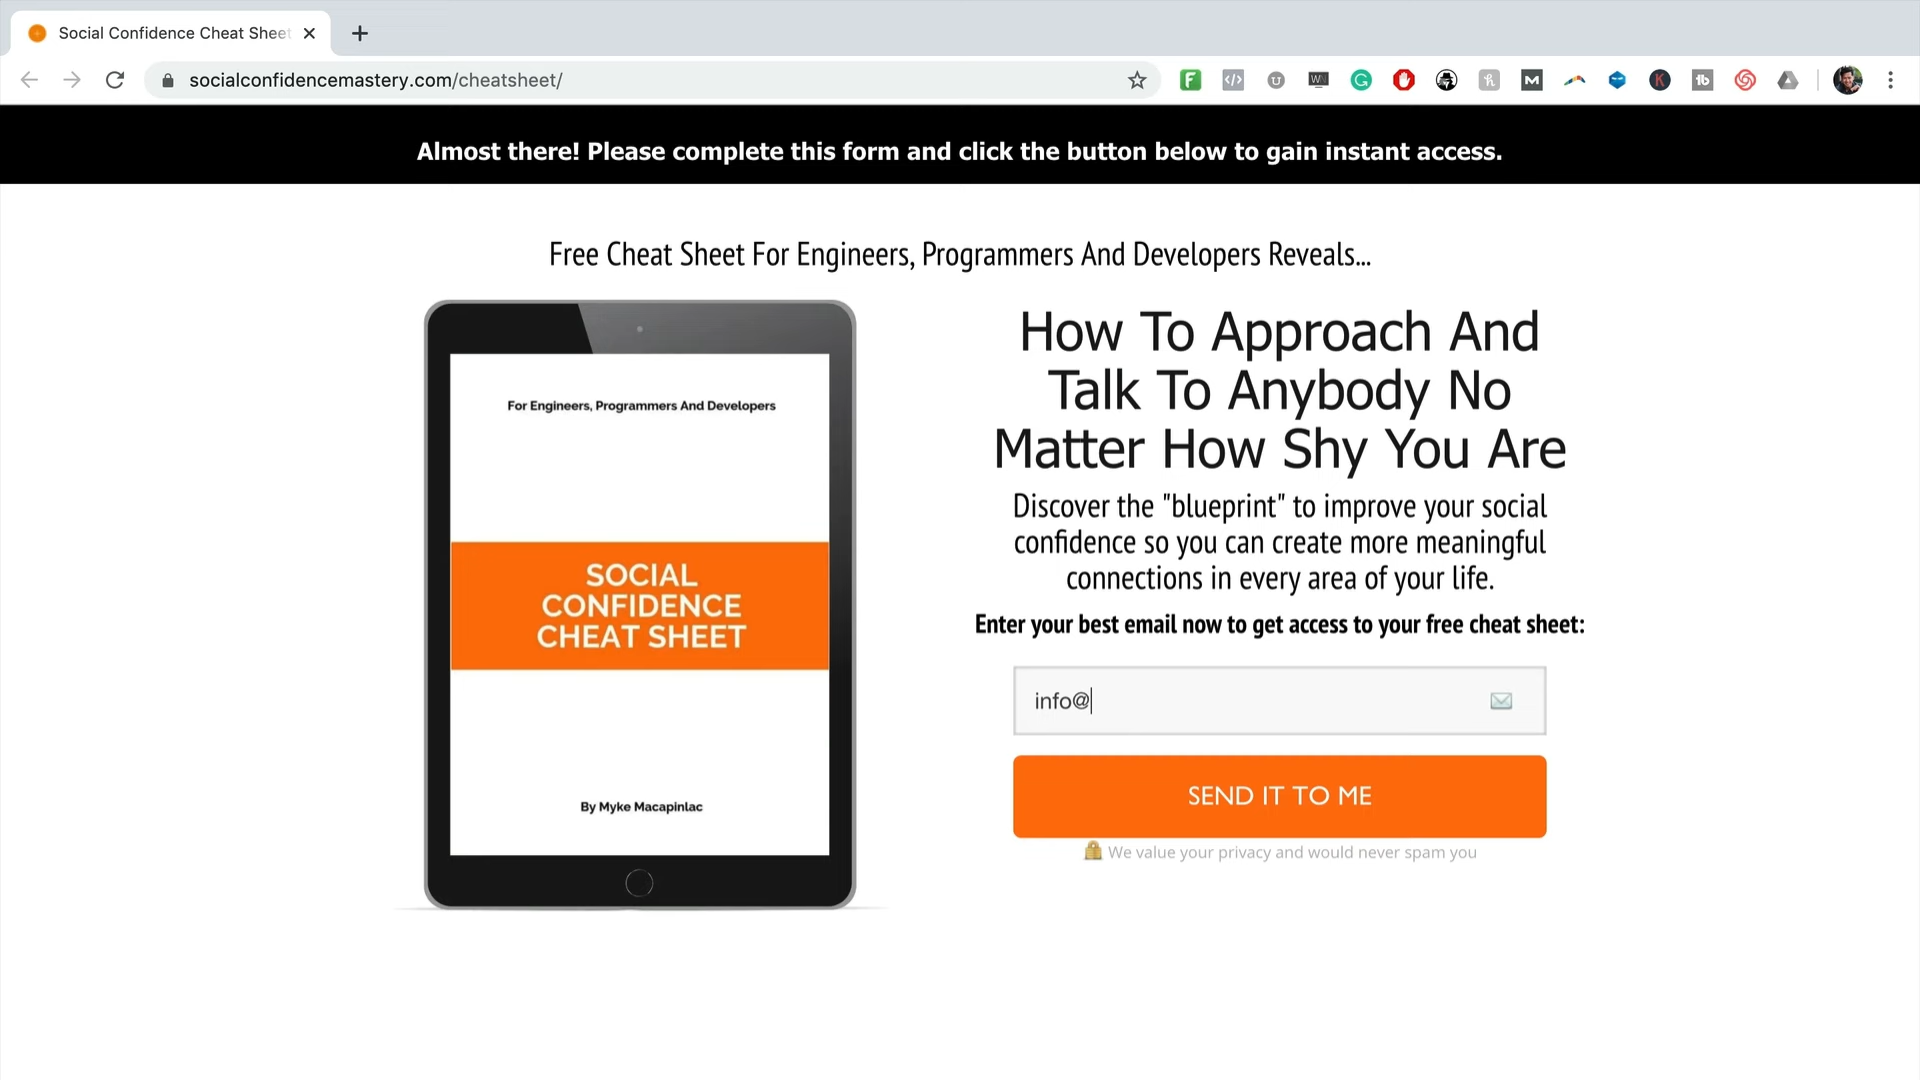 Social Confidence Cheat Sheet
socialconfidencemastery.com/cheatsheet/
Almost there! Please complete this form and click the button below to gain instant access.
Free Cheat Sheet For Engineers, Programmers And Developers Reveals...
For Engineers, Programmers And Developers
SOCIAL
CONFIDENCE
CHEAT SHEET
By Myke Macapinlac
How To Approach And
Talk To Anybody No
Matter How Shy You Are
Discover the "blueprint" to improve your social
confidence so you can create more meaningful
connections in every area of your life.
Enter your best email now to get access to your free cheat sheet:
info@
SEND IT TO ME
We value your privacy and would never spam you